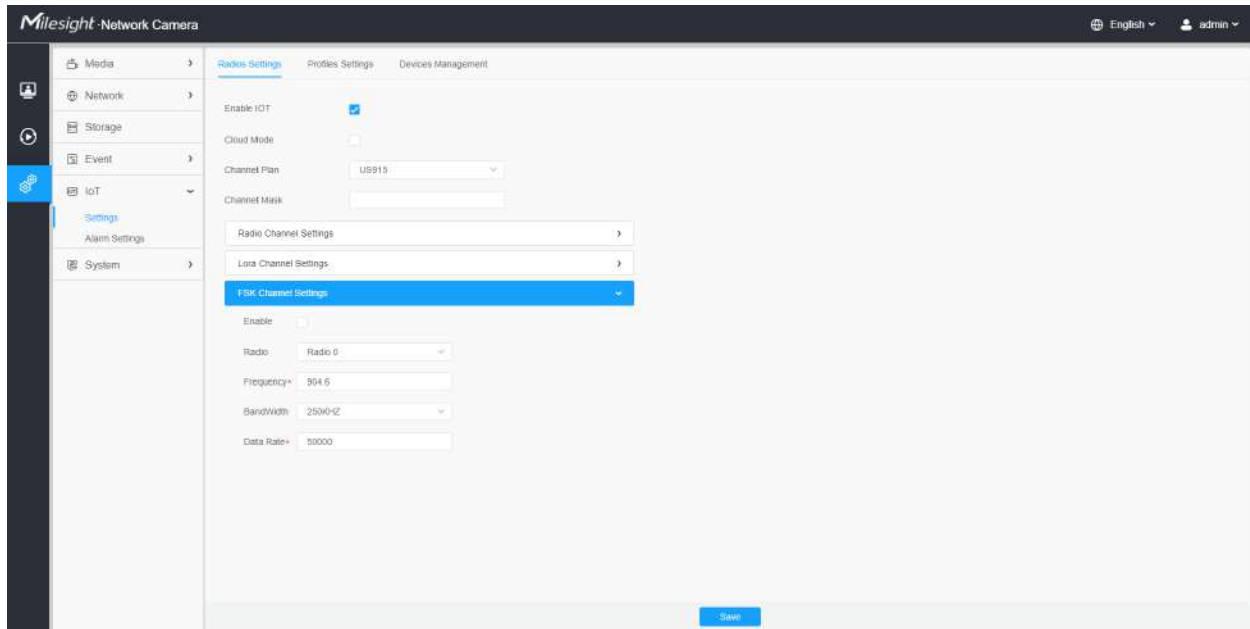 Milesight Network Camera
English
admin
Media
Network
Storage
Event
IoT
Settings
Alarm Settings
System
Radios Settings
Profiles Settings
Devices Management
Enable IOT
Cloud Mode
Channel Plan US915
Channel Mask
Radio Channel Settings
Lora Channel Settings
FSK Channel Settings
Enable
Radio Radio 0
Frequency* 904.6
BandWidth 250KHZ
Data Rate* 50000
Save